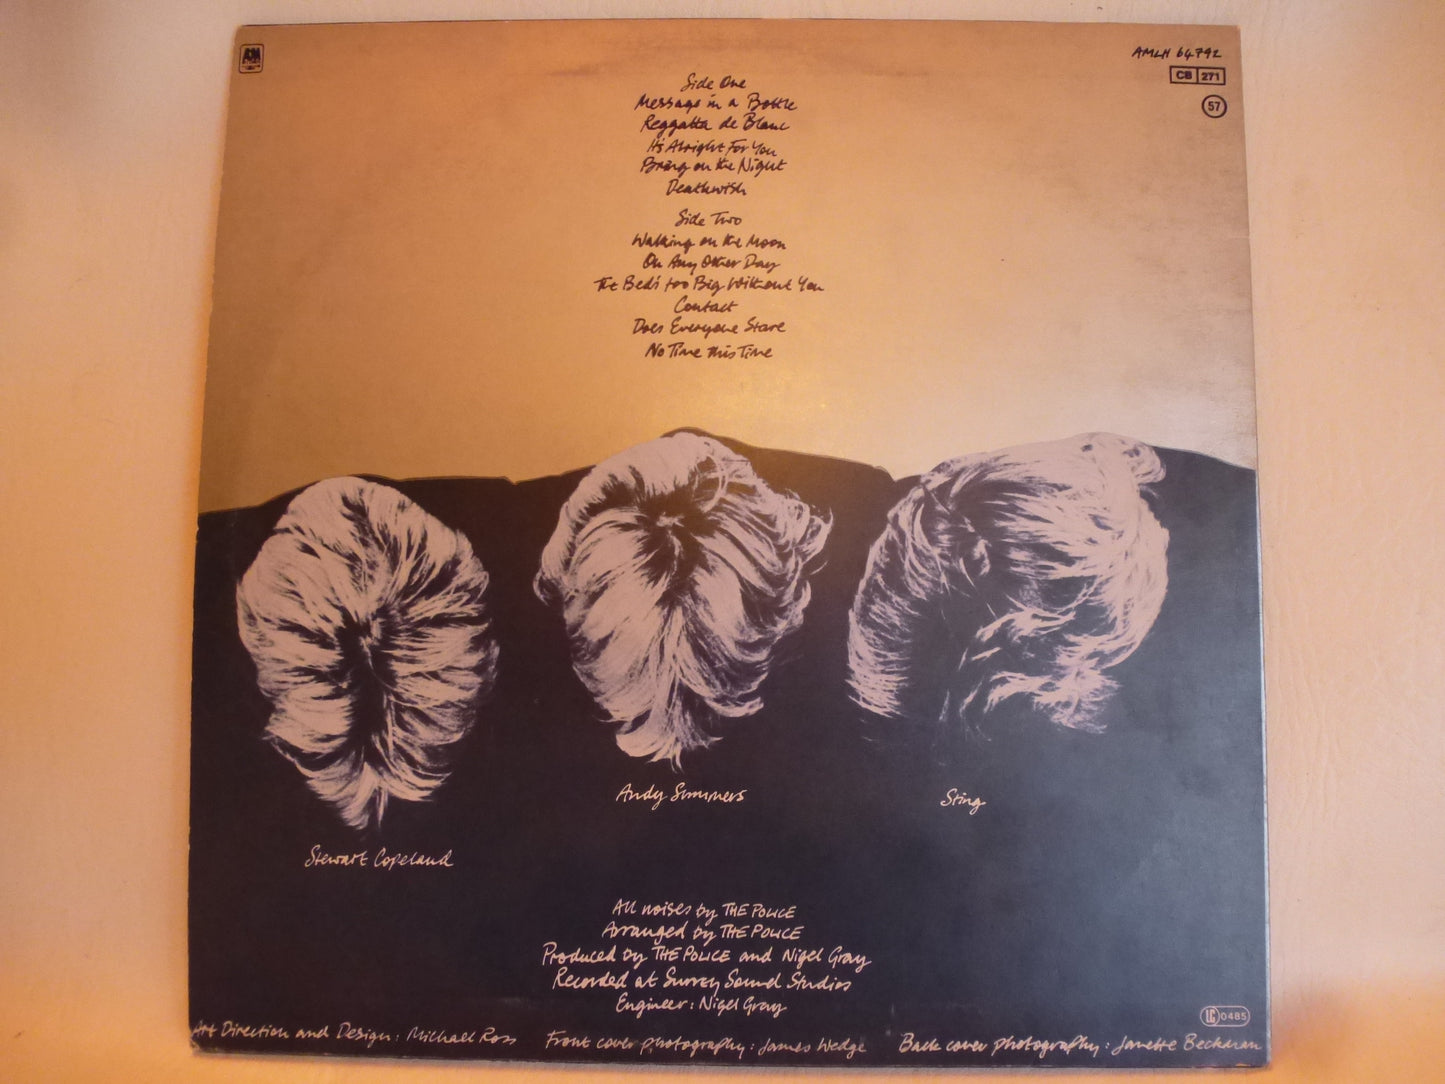 A&M
AMLH 64792
CB 271
57
Side One
Message in a Bottle
Reggatta de Blanc
It's Alright For You
Bring on the Night
Deathwish
Side Two
Walking on the Moon
On Any Other Day
The Bed's too Big Without You
Contact
Does Everyone Stare
No Time this Time
Andy Summers
Sting
Stewart Copeland
All noises by THE POLICE
Arranged by THE POLICE
Produced by THE POLICE and Nigel Gray
Recorded at Surrey Sound Studios
Engineer: Nigel Gray
LC 0485
Art Direction and Design: Michael Ross Front cover photography: James Wedge Back cover photography: Janette Beckman